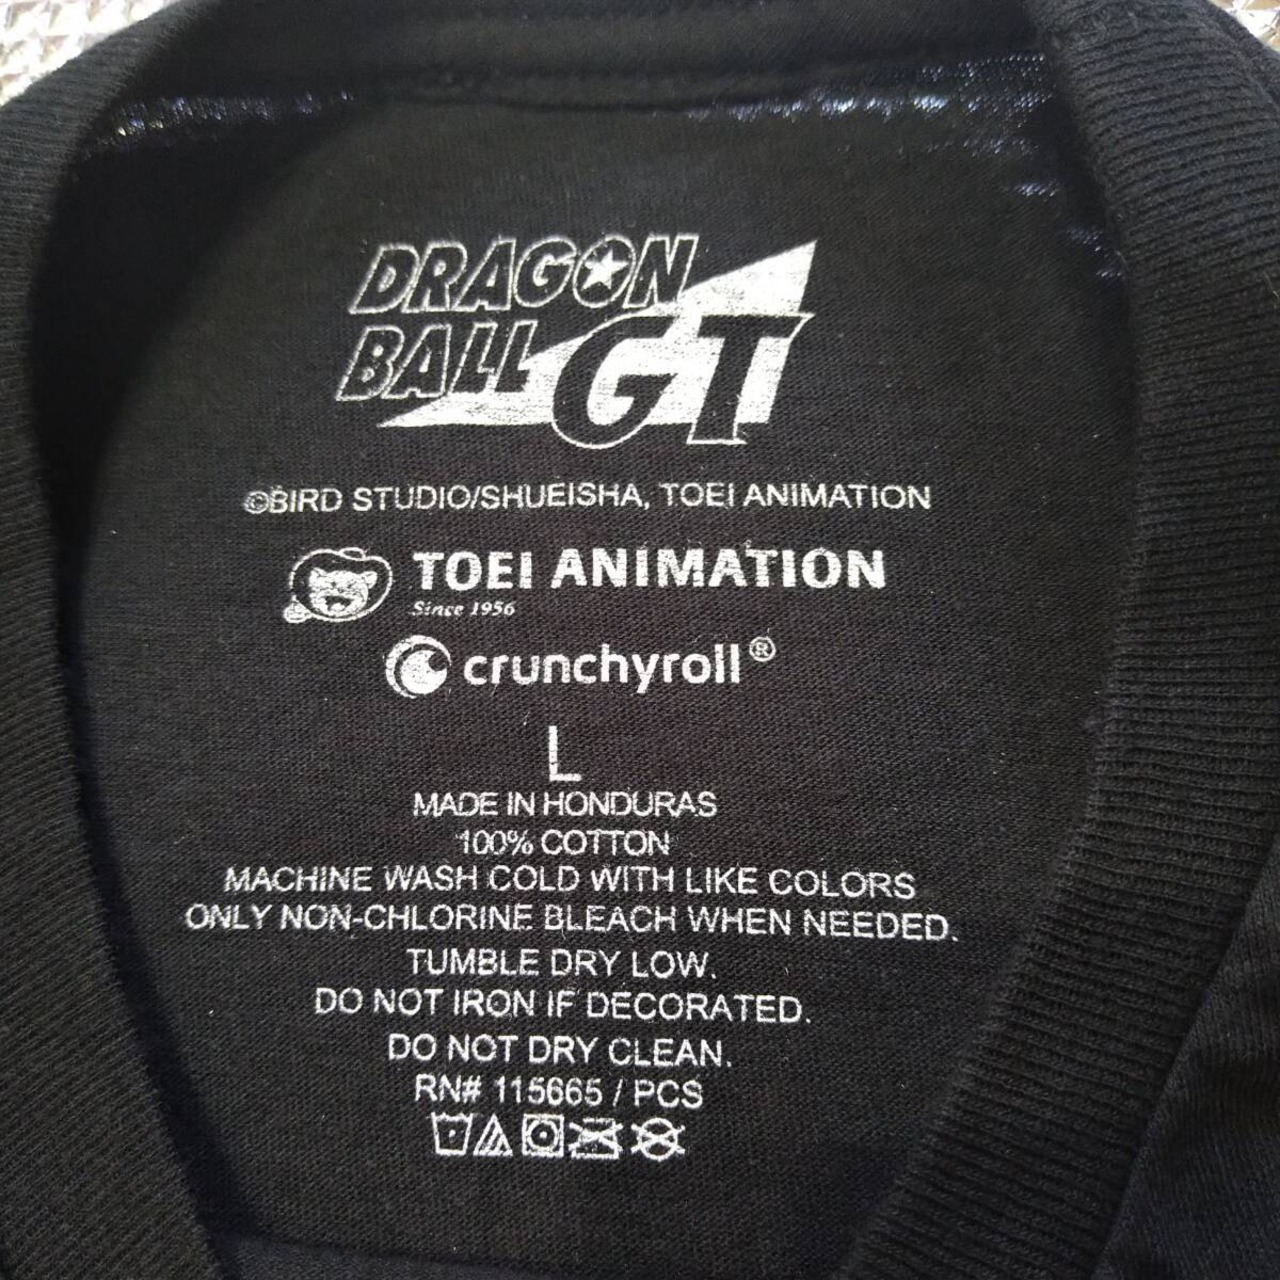 DRAGON
BALL GT
©BIRD STUDIO/SHUEISHA, TOEI ANIMATION
TOEI ANIMATION
Since 1956
crunchyroll®
L
MADE IN HONDURAS
100% COTTON
MACHINE WASH COLD WITH LIKE COLORS
ONLY NON-CHLORINE BLEACH WHEN NEEDED.
TUMBLE DRY LOW.
DO NOT IRON IF DECORATED.
DO NOT DRY CLEAN.
RN# 115665 / PCS